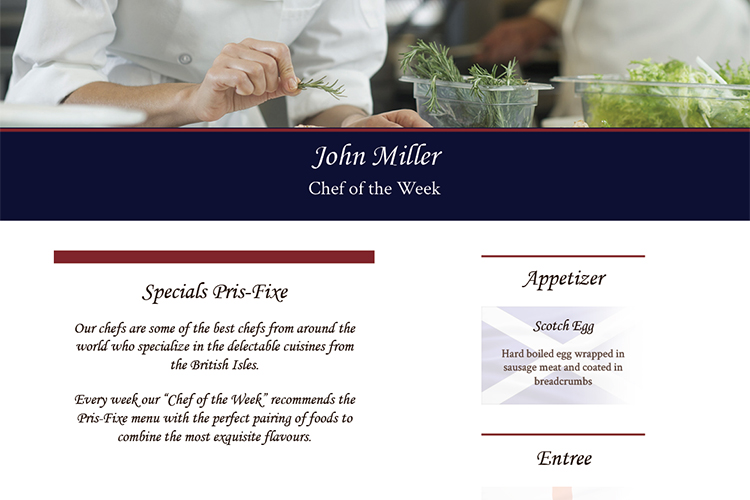 John Miller
Chef of the Week
Specials Pris-Fixe
Our chefs are some of the best chefs from around the
world who specialize in the delectable cuisines from
the British Isles.
Every week our “Chef of the Week” recommends the
Pris-Fixe menu with the perfect pairing of foods to
combine the most exquisite flavours.
Appetizer
Scotch Egg
Hard boiled egg wrapped in
sausage meat and coated in
breadcrumbs
Entree